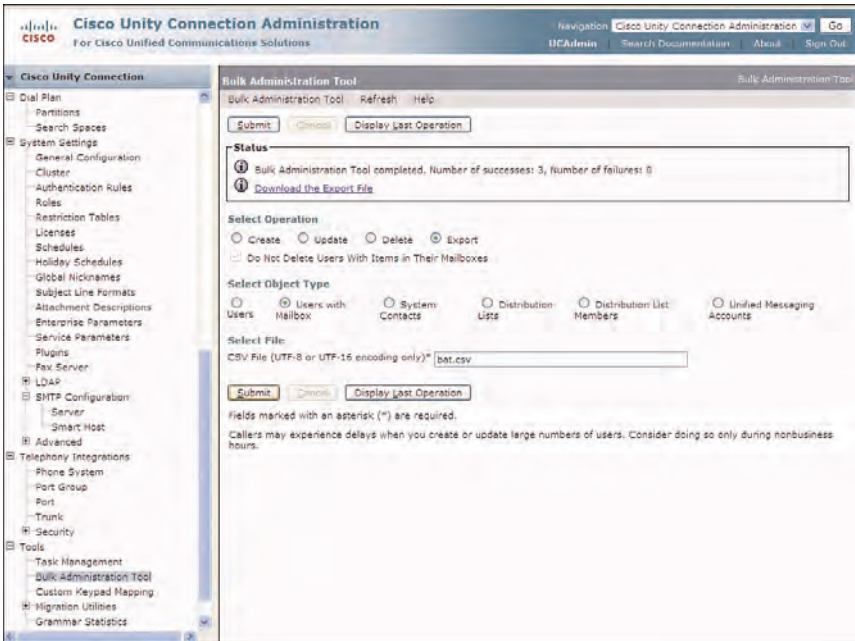 cisco
Cisco Unity Connection Administration
For Cisco Unified Communications Solutions
Navigation Cisco Unity Connection Administration Go
UCAdmin Search Documentation About Sign Out
Cisco Unity Connection
Dial Plan
Partitions
Search Spaces
System Settings
General Configuration
Cluster
Authentication Rules
Roles
Restriction Tables
Licenses
Schedules
Holiday Schedules
Global Nicknames
Subject Line Formats
Attachment Descriptions
Enterprise Parameters
Service Parameters
Plugins
Fax Server
LDAP
SMTP Configuration
Server
Smart Host
Advanced
Telephony Integrations
Phone System
Port Group
Port
Trunk
Security
Tools
Task Management
Bulk Administration Tool
Custom Keypad Mapping
Migration Utilities
Grammar Statistics
Bulk Administration Tool
Bulk Administration Tool
Bulk Administration Tool Refresh Help
Submit Cancel Display Last Operation
Status
Bulk Administration Tool completed. Number of successes: 3, Number of failures: 0
Download the Export File
Select Operation
Create Update Delete Export
Do Not Delete Users With Items in Their Mailboxes
Select Object Type
Users
Users with Mailbox
System Contacts
Distribution Lists
Distribution List Members
Unified Messaging Accounts
Select File
CSV File (UTF-8 or UTF-16 encoding only)* bat.csv
Submit Cancel Display Last Operation
Fields marked with an asterisk (*) are required.
Callers may experience delays when you create or update large numbers of users. Consider doing so only during nonbusiness
hours.